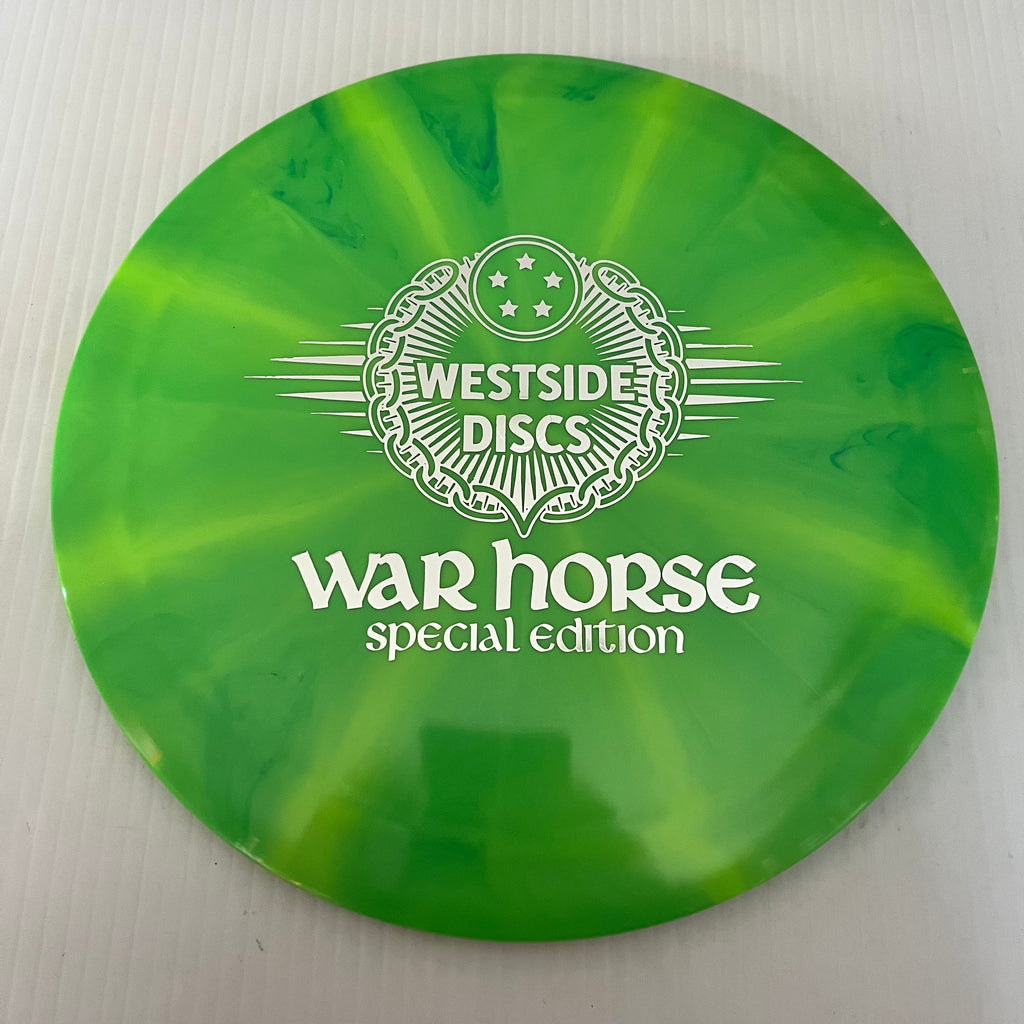 WESTSIDE
DISCS
WAR HORSE
SPECIAL EDITION